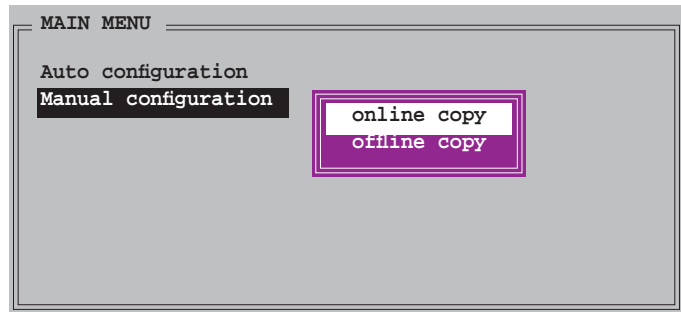 MAIN MENU
Auto configuration
Manual configuration
online copy
offline copy